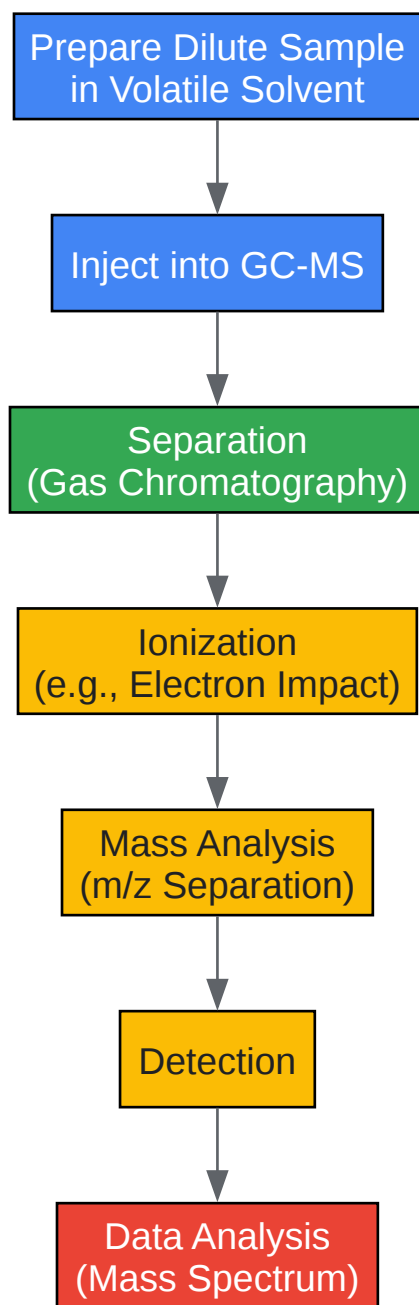 Prepare Dilute Sample
in Volatile Solvent
Inject into GC-MS
Separation
(Gas Chromatography)
Ionization
(e.g., Electron Impact)
Mass Analysis
(m/z Separation)
Detection
Data Analysis
(Mass Spectrum)